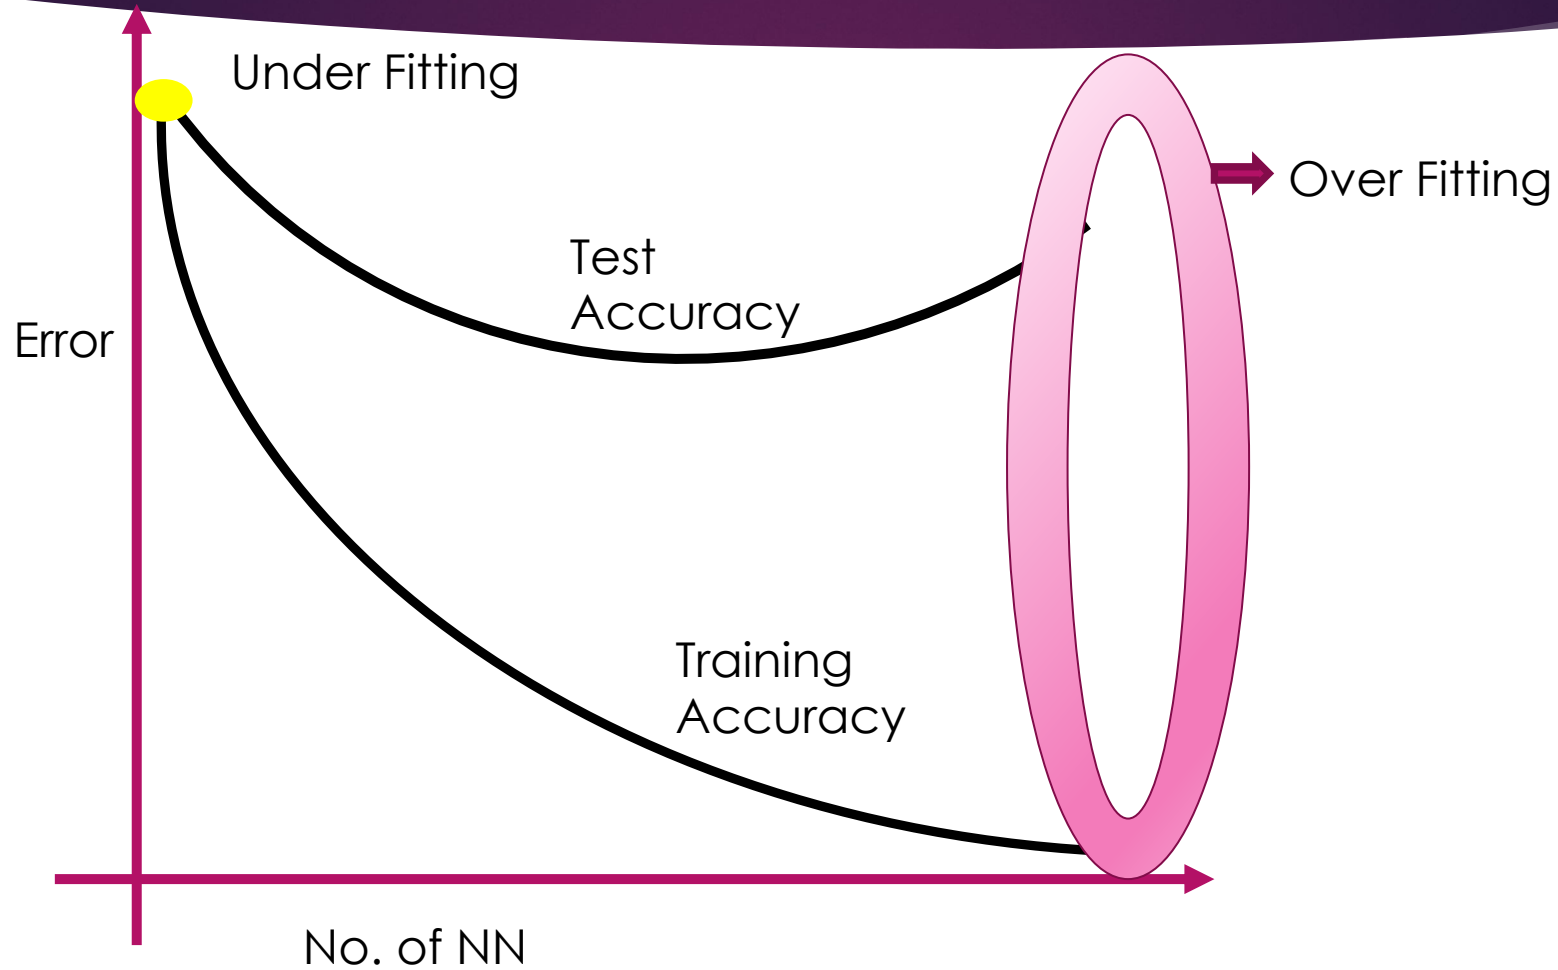 Under Fitting
Over Fitting
Test
Accuracy
Error
Training
Accuracy
No. of NN